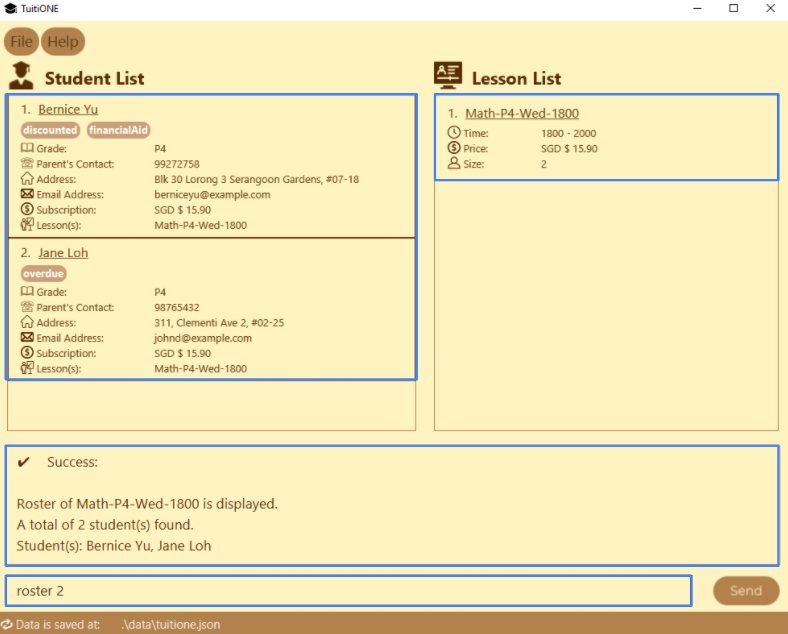 TuitiONE
File Help
Student List
1. Bernice Yu
discounted financialAid
Grade: P4
Parent's Contact: 99272758
Address: Blk 30 Lorong 3 Serangoon Gardens, #07-18
Email Address: berniceyu@example.com
Subscription: SGD $ 15.90
Lesson(s): Math-P4-Wed-1800
2. Jane Loh
overdue
Grade: P4
Parent's Contact: 98765432
Address: 311, Clementi Ave 2, #02-25
Email Address: johnd@example.com
Subscription: SGD $ 15.90
Lesson(s): Math-P4-Wed-1800
Lesson List
1. Math-P4-Wed-1800
Time: 1800 - 2000
Price: SGD $ 15.90
Size: 2
✔ Success:
Roster of Math-P4-Wed-1800 is displayed.
A total of 2 student(s) found.
Student(s): Bernice Yu, Jane Loh
roster 2
Send
Data is saved at: .\data\tuitione.json